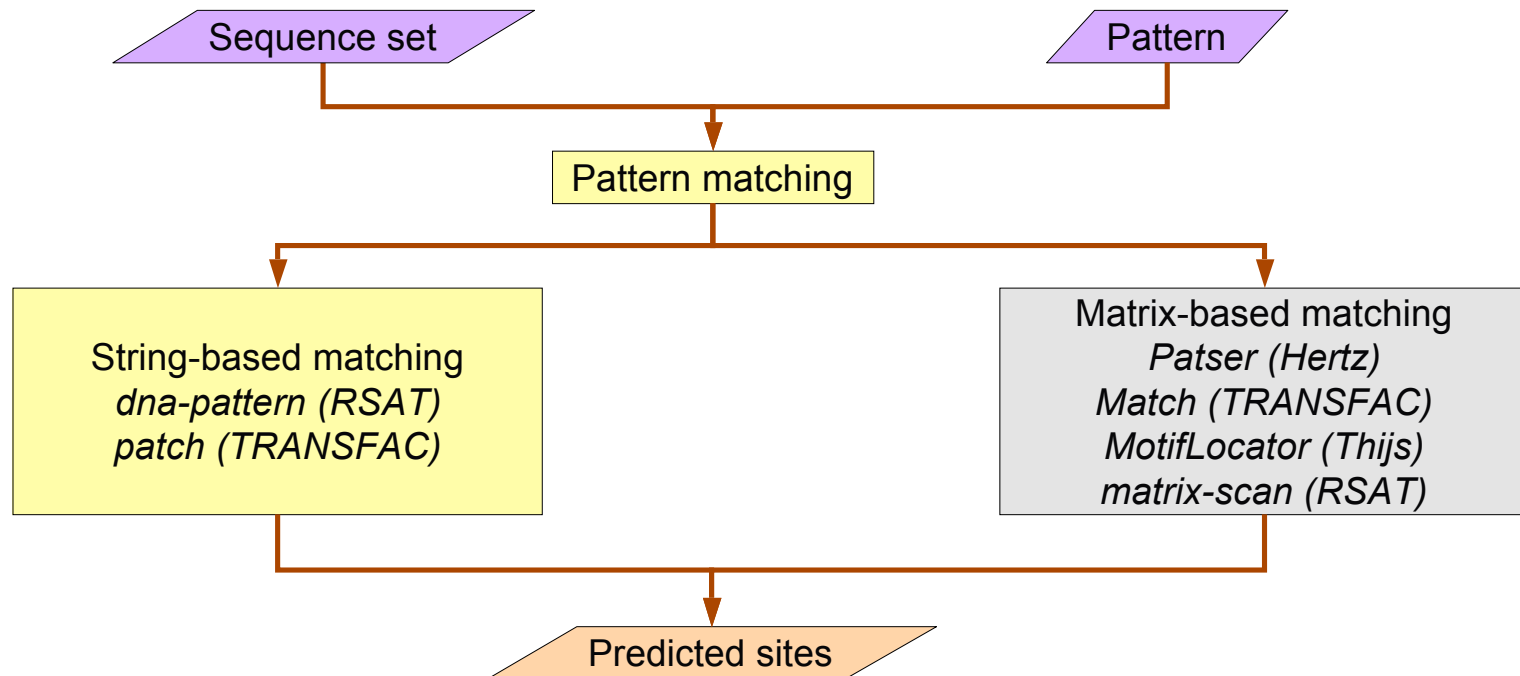 Sequence set
Pattern
Pattern matching
String-based matching
dna-pattern (RSAT)
patch (TRANSFAC)
Matrix-based matching
Patser (Hertz)
Match (TRANSFAC)
MotifLocator (Thijs)
matrix-scan (RSAT)
Predicted sites